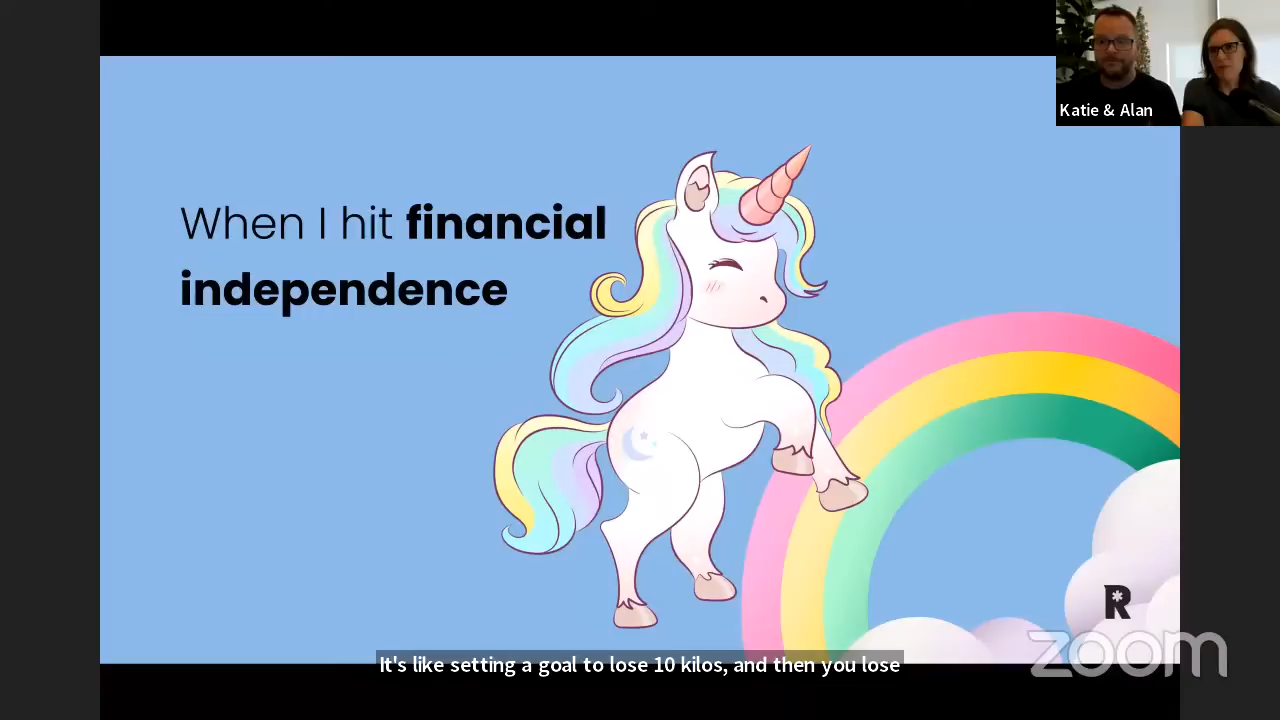 Katie & Alan
When I hit financial
independence
R
zoom
It's like setting a goal to lose 10 kilos, and then you lose